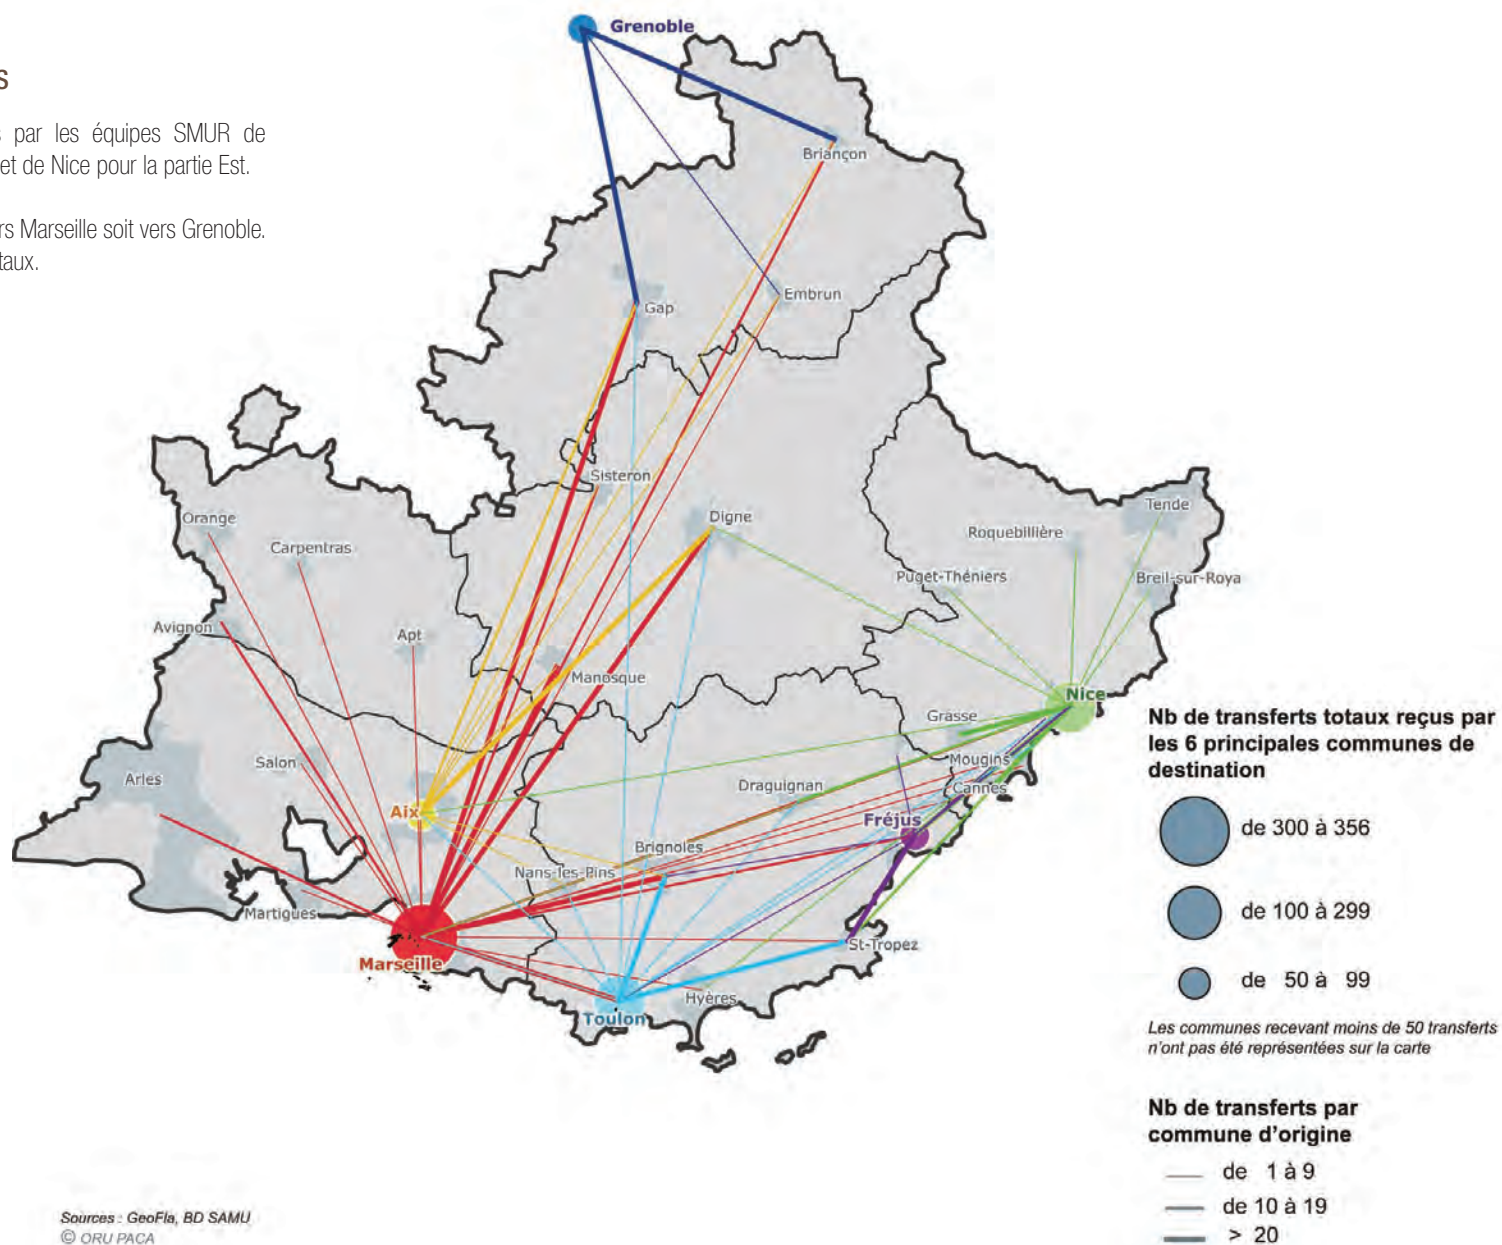 s
s par les équipes SMUR de
et de Nice pour la partie Est.
rs Marseille soit vers Grenoble.
taux.
Grenoble
Briançon
Embrun
Gap
Sisteron
Digne
Orange
Carpentras
Tende
Roquebillière
Puget-Théniers
Breil-sur-Roya
Avignon
Apt
Manosque
Nice
Grasse
Mougins
Cannes
Arles
Salon
Draguignan
Aix
Fréjus
Brignoles
Nans-les-Pins
Martigues
St-Tropez
Marseille
Hyères
Toulon
Nb de transferts totaux reçus par
les 6 principales communes de
destination
de 300 à 356
de 100 à 299
de 50 à 99
Les communes recevant moins de 50 transferts
n'ont pas été représentées sur la carte
Nb de transferts par
commune d'origine
de 1 à 9
de 10 à 19
> 20
Sources : GeoFla, BD SAMU
© ORU PACA